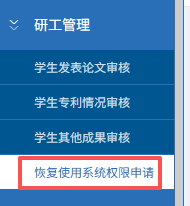 研工管理
学生发表论文审核
学生专利情况审核
学生其他成果审核
恢复使用系统权限申请